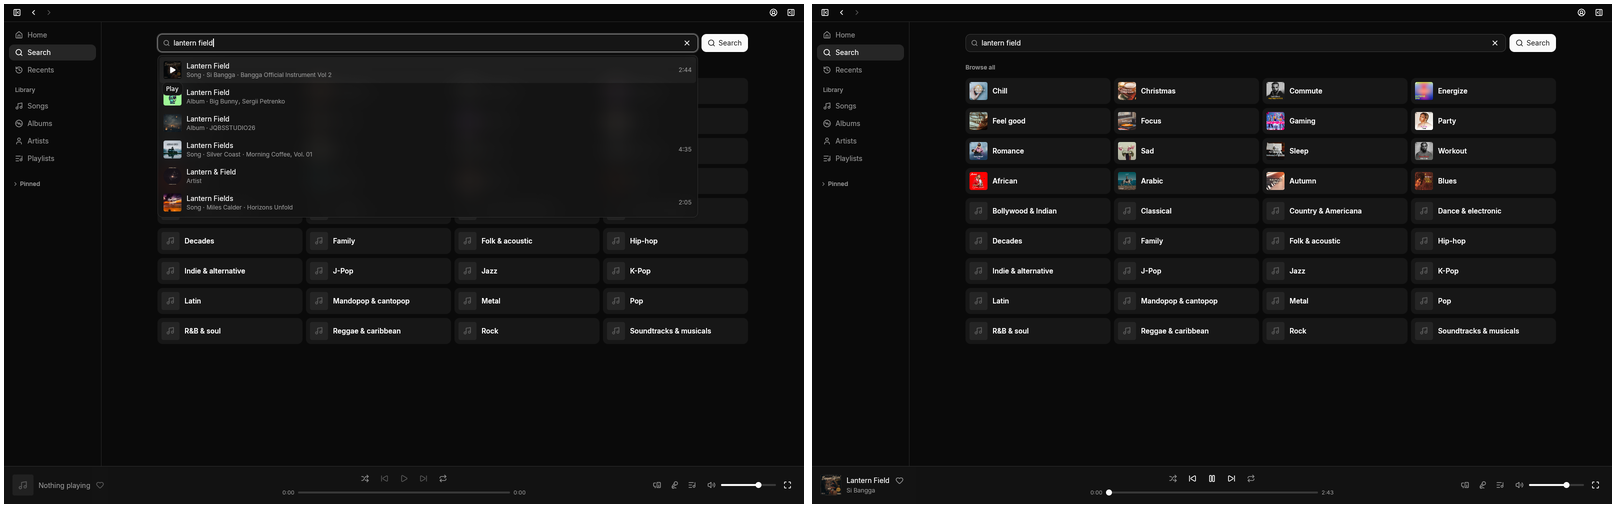 Home
Search
Recents
Library
Songs
Albums
Artists
Playlists
Pinned
lantern field
Search
Lantern Field
Song · Si Bangga · Bangga Official Instrument Vol 2
2:44
Play
Lantern Field
Album · Big Bunny, Sergii Petrenko
Lantern Field
Album · JQBSSTUDIO26
Lantern Fields
Song · Silver Coast · Morning Coffee, Vol. 01
4:35
Lantern & Field
Artist
Lantern Fields
Song · Miles Calder · Horizons Unfold
2:05
Decades
Family
Folk & acoustic
Hip-hop
Indie & alternative
J-Pop
Jazz
K-Pop
Latin
Mandopop & cantopop
Metal
Pop
R&B & soul
Reggae & caribbean
Rock
Soundtracks & musicals
Nothing playing
0:00
0:00
Home
Search
Recents
Library
Songs
Albums
Artists
Playlists
Pinned
lantern field
Search
Browse all
Chill
Christmas
Commute
Energize
Feel good
Focus
Gaming
Party
Romance
Sad
Sleep
Workout
African
Arabic
Autumn
Blues
Bollywood & Indian
Classical
Country & Americana
Dance & electronic
Decades
Family
Folk & acoustic
Hip-hop
Indie & alternative
J-Pop
Jazz
K-Pop
Latin
Mandopop & cantopop
Metal
Pop
R&B & soul
Reggae & caribbean
Rock
Soundtracks & musicals
Lantern Field
Si Bangga
0:00
2:43